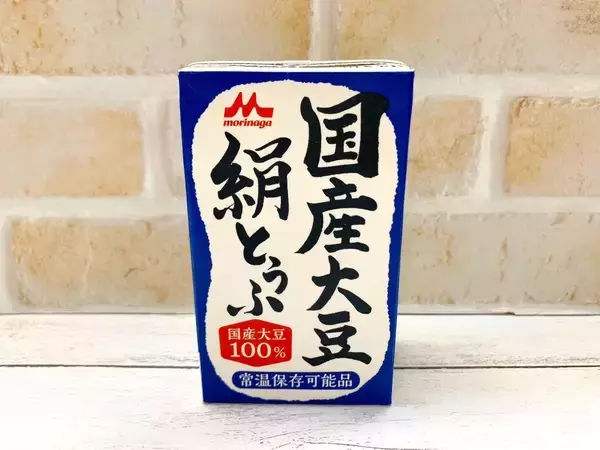 morinaga
国産大豆
絹とうふ
国産大豆
100%
常温保存可能品